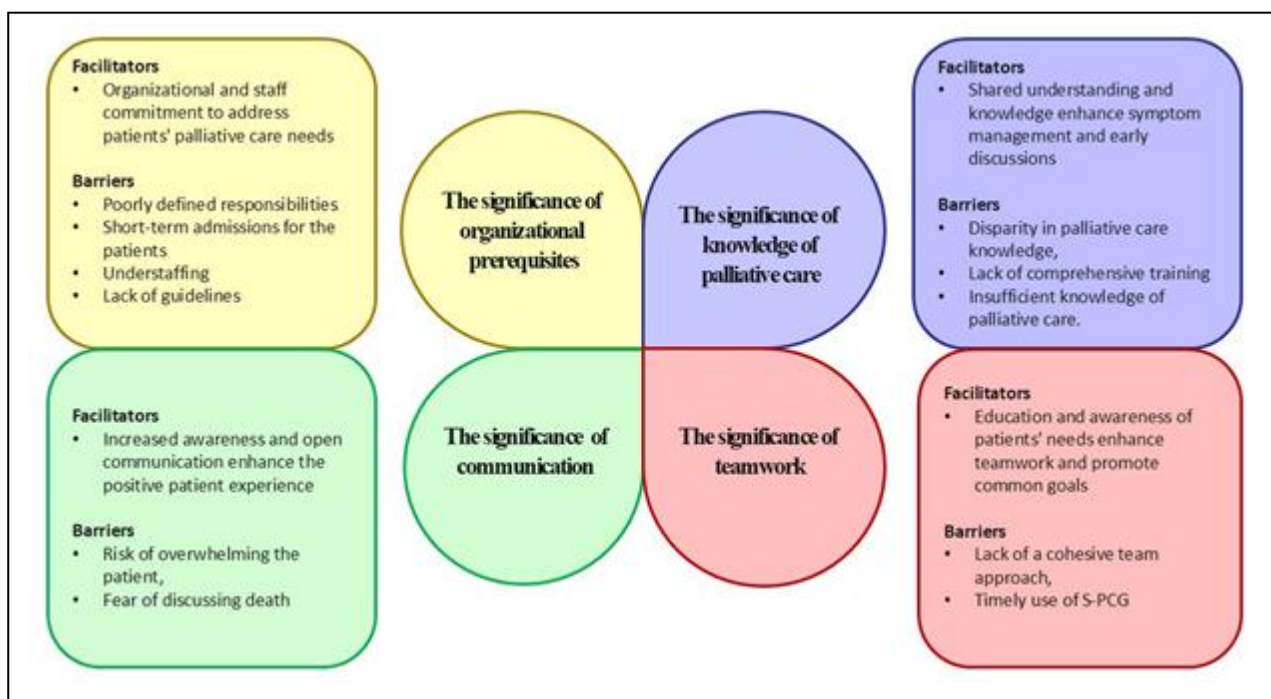 Facilitators
• Organizational and staff
commitment to address
patients' palliative care needs
Barriers
• Poorly defined responsibilities
• Short-term admissions for the
patients
• Understaffing
• Lack of guidelines
The significance of
organizational
prerequisites
The significance of
knowledge of
palliative care
Facilitators
• Shared understanding and
knowledge enhance symptom
management and early
discussions
Barriers
• Disparity in palliative care
knowledge,
• Lack of comprehensive training
• Insufficient knowledge of
palliative care.
Facilitators
• Increased awareness and open
communication enhance the
positive patient experience
Barriers
• Risk of overwhelming the
patient,
• Fear of discussing death
The significance of
communication
The significance of
teamwork
Facilitators
• Education and awareness of
patients' needs enhance
teamwork and promote
common goals
Barriers
• Lack of a cohesive team
approach,
• Timely use of S-PCG